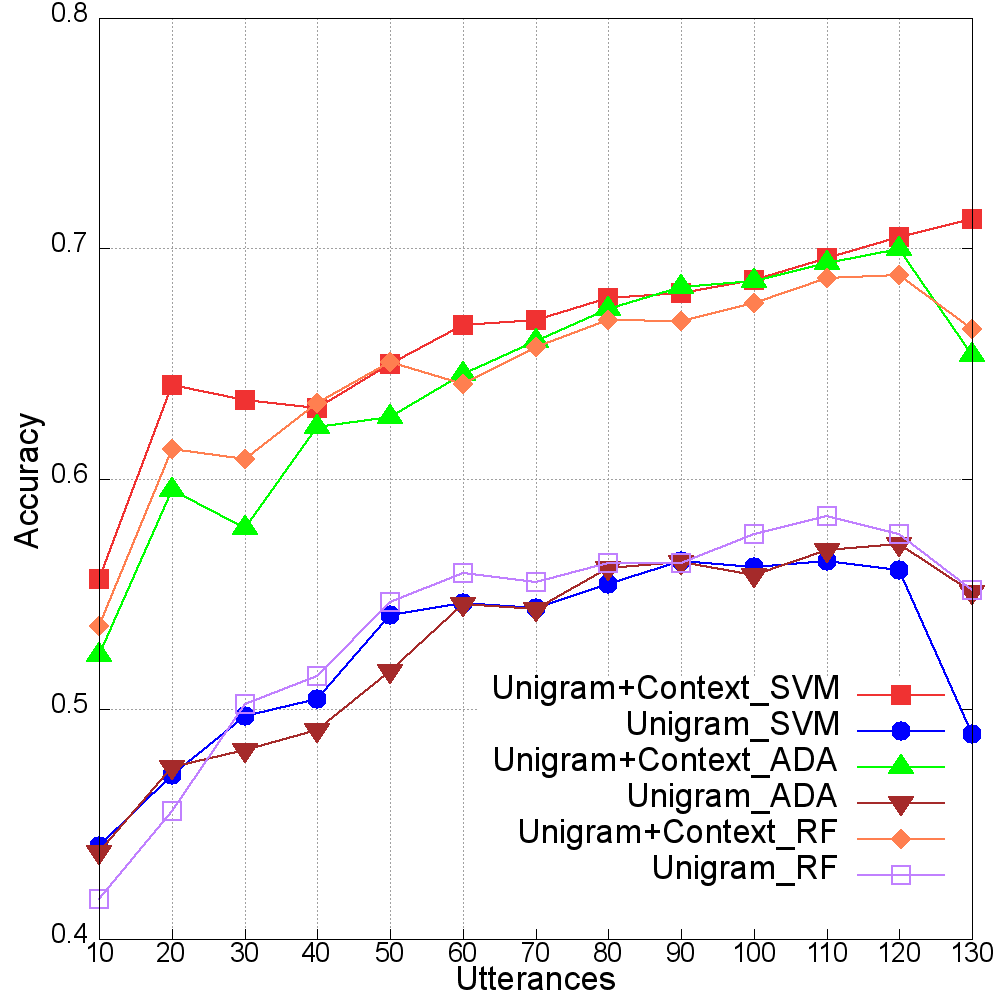 0.8
0.7
0.6
0.5
0.4
Accuracy
Unigram+Context_SVM
Unigram_SVM
Unigram+Context_ADA
Unigram_ADA
Unigram+Context_RF
Unigram_RF
10 20 30 40 50 60 70 80 90 100 110 120 130
Utterances